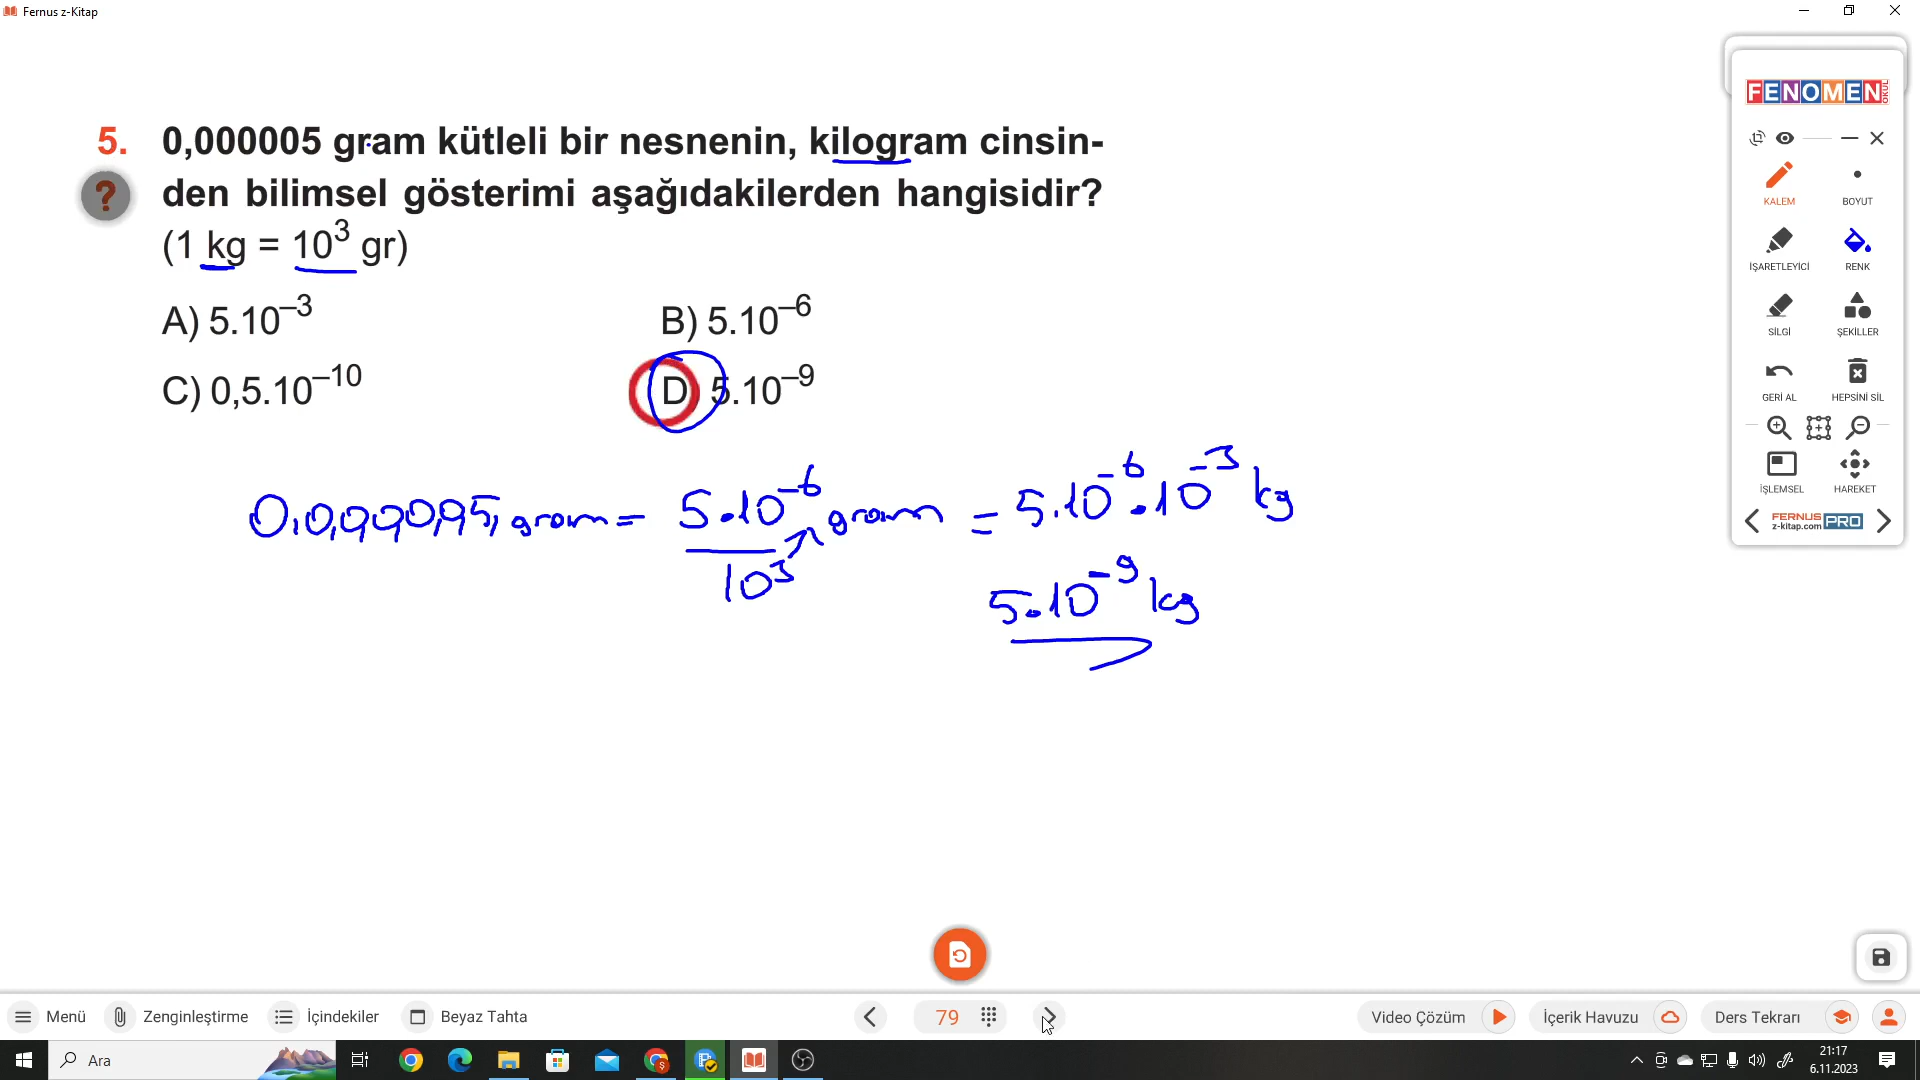 Fernus z-Kitap
5. 0,000005 gram kütleli bir nesnenin, kilogram cinsin-
? den bilimsel gösterimi aşağıdakilerden hangisidir?
(1 kg = 10³ gr)
A) 5.10⁻³ B) 5.10⁻⁶
C) 0,5.10⁻¹⁰ D) 5.10⁻⁹
0,000005, gram = 5.10⁻⁶ gram = 5.10⁻⁶.10⁻³ kg
10³
5.10⁻⁹ kg
FENOMEN OKUL
KALEM BOYUT
İŞARETLEYİCİ RENK
SİLGİ ŞEKİLLER
GERİ AL HEPSİNİ SİL
İŞLEMSEL HAREKET
FERNUS
z-kitap.com PRO
Menü Zenginleştirme İçindekiler Beyaz Tahta 79 Video Çözüm İçerik Havuzu Ders Tekrarı
Ara
21:17
6.11.2023